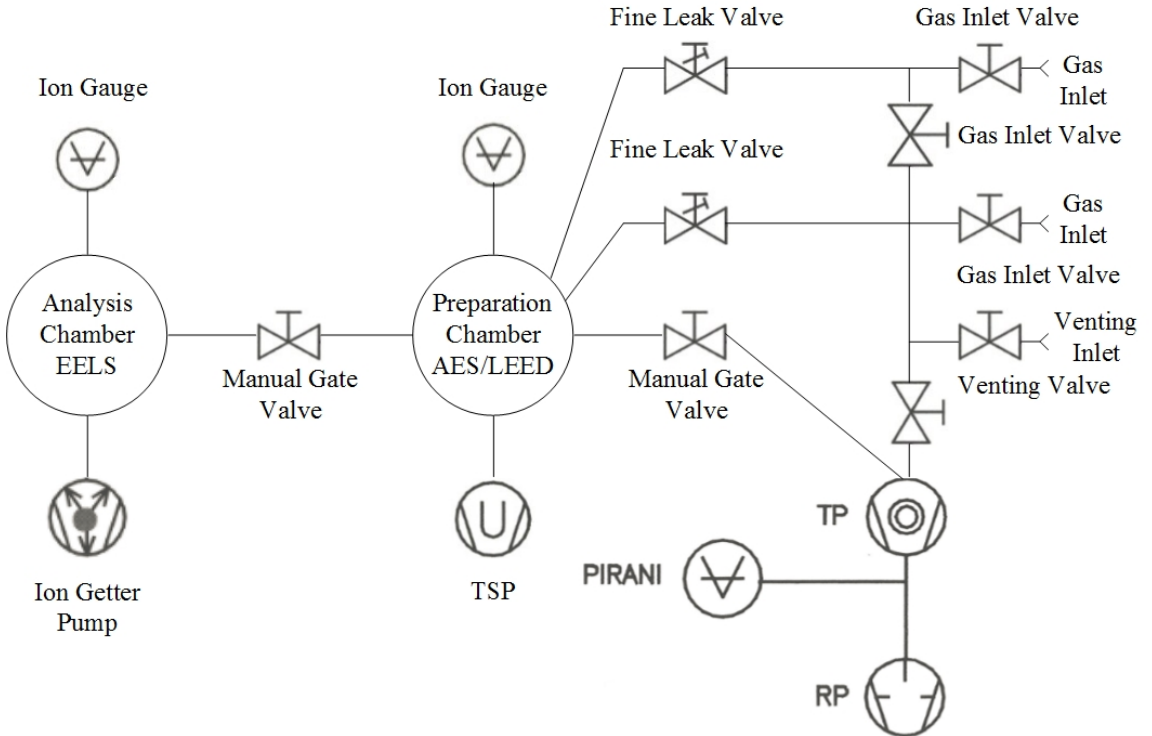 Fine Leak Valve
Gas Inlet Valve
Ion Gauge
Ion Gauge
Gas
Inlet
Gas Inlet Valve
Fine Leak Valve
Gas
Inlet
Gas Inlet Valve
Analysis
Chamber
EELS
Preparation
Chamber
AES/LEED
Venting
Inlet
Manual Gate
Valve
Manual Gate
Valve
Venting Valve
TP
PIRANI
Ion Getter
Pump
TSP
RP